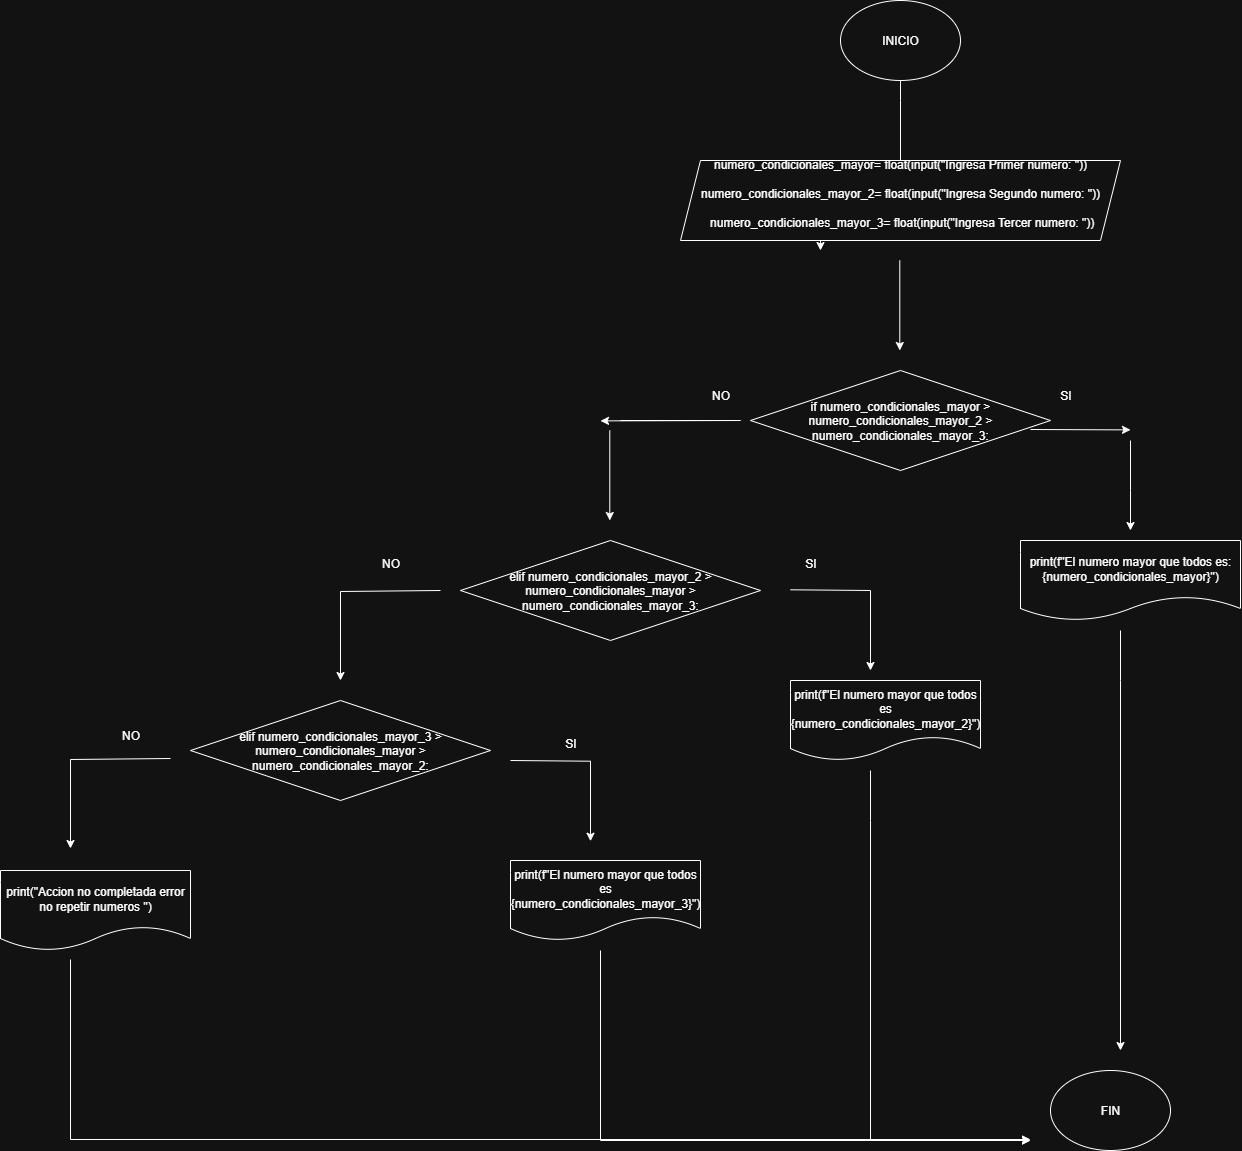 INICIO
numero_condicionales_mayor= float(input("Ingresa Primer numero: "))
numero_condicionales_mayor_2= float(input("Ingresa Segundo numero: "))
numero_condicionales_mayor_3= float(input("Ingresa Tercer numero: "))
NO
SI
if numero_condicionales_mayor >
numero_condicionales_mayor_2 >
numero_condicionales_mayor_3:
NO
SI
elif numero_condicionales_mayor_2 >
numero_condicionales_mayor >
numero_condicionales_mayor_3:
print(f"El numero mayor que todos es:
{numero_condicionales_mayor}")
print(f"El numero mayor que todos
es
{numero_condicionales_mayor_2}")
NO
SI
elif numero_condicionales_mayor_3 >
numero_condicionales_mayor >
numero_condicionales_mayor_2:
print("Accion no completada error
no repetir numeros ")
print(f"El numero mayor que todos
es
{numero_condicionales_mayor_3}")
FIN